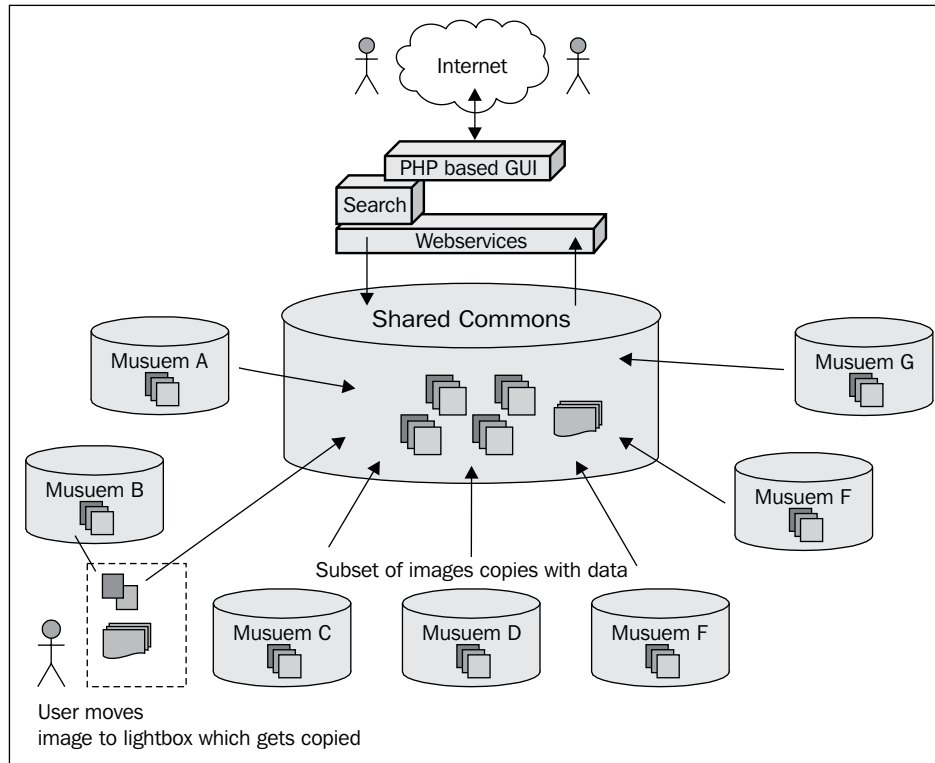 Internet
PHP based GUI
Search
Webservices
Shared Commons
Musuem A
Musuem G
Musuem B
Musuem F
Subset of images copies with data
Musuem C
Musuem D
Musuem F
User moves
image to lightbox which gets copied